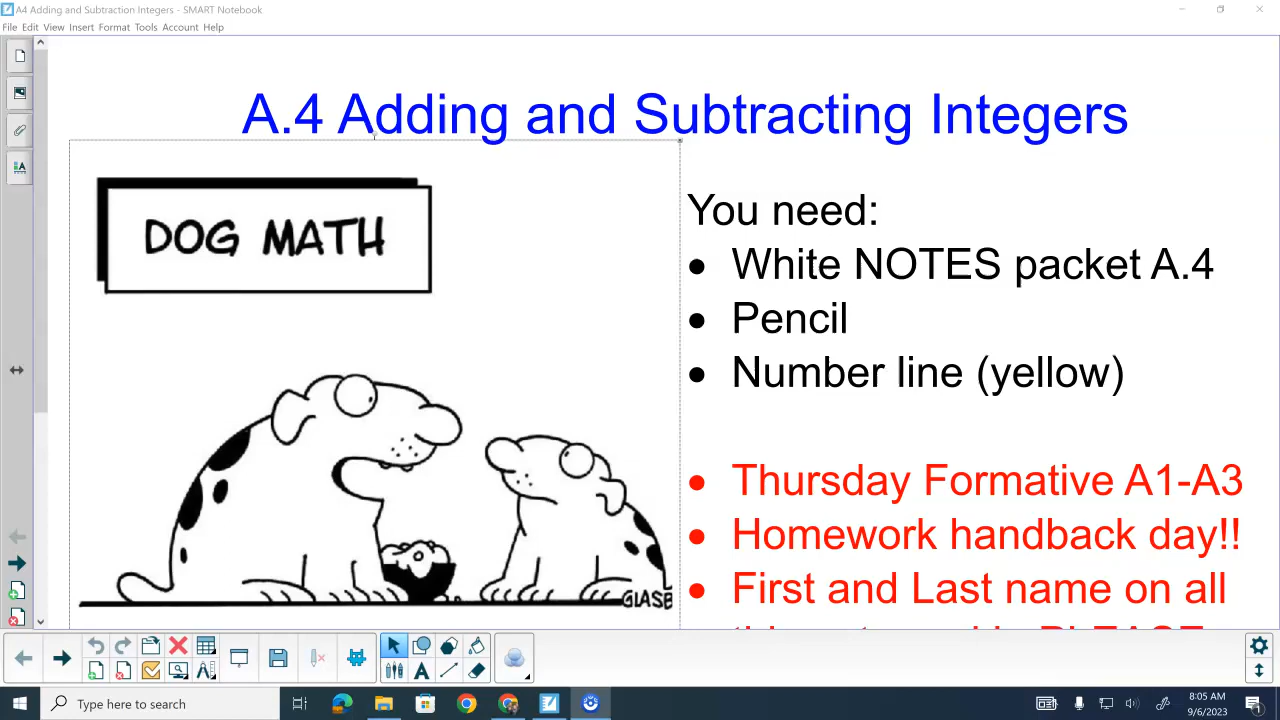 A4 Adding and Subtraction Integers - SMART Notebook
File Edit View Insert Format Tools Account Help
A.4 Adding and Subtracting Integers
DOG MATH
You need:
• White NOTES packet A.4
• Pencil
• Number line (yellow)
• Thursday Formative A1-A3
• Homework handback day!!
• First and Last name on all
PLEASE
GLASB
Type here to search
8:05 AM
9/6/2023